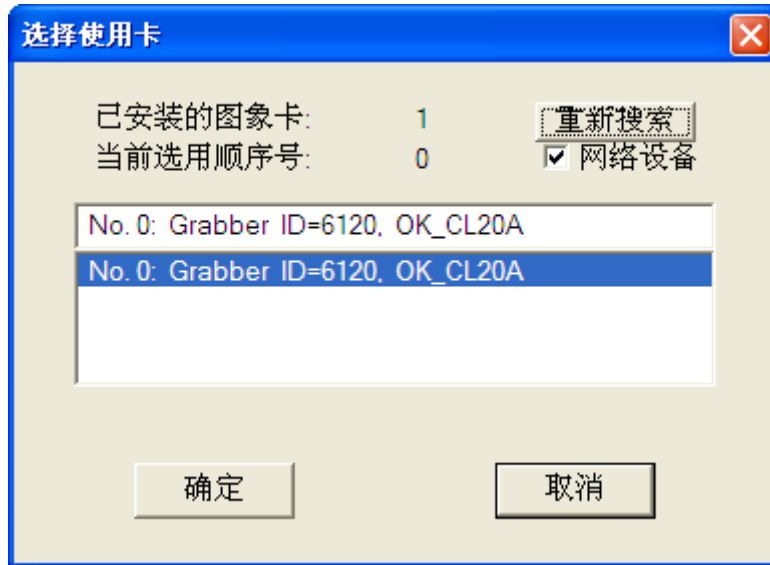 选择使用卡
已安装的图象卡: 1 重新搜索
当前选用顺序号: 0 网络设备
No. 0: Grabber ID=6120, OK_CL20A
No. 0: Grabber ID=6120, OK_CL20A
确定 取消